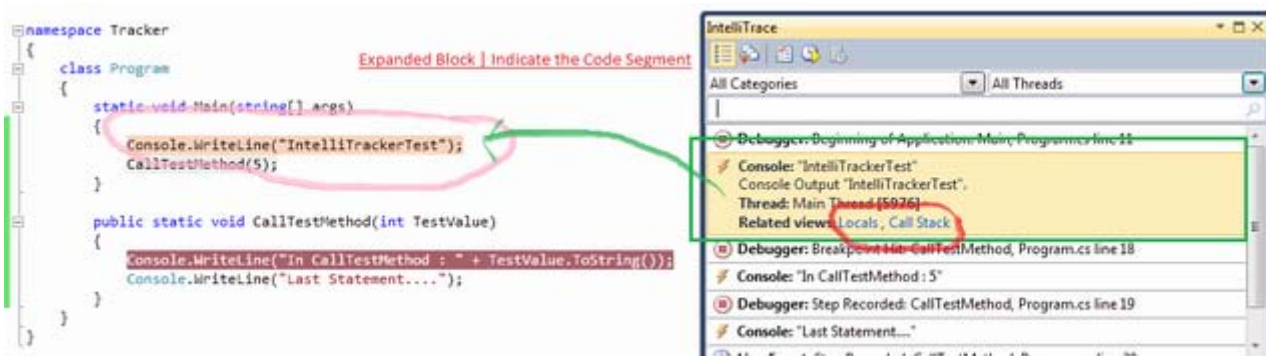 namespace Tracker
{
class Program
{
static void Main(string[] args)
{
Console.WriteLine("IntelliTrackerTest");
CallTestMethod(5);
}
public static void CallTestMethod(int TestValue)
{
Console.WriteLine("In CallTestMethod : " + TestValue.ToString());
Console.WriteLine("Last Statement....");
}
}
}
Expanded Block | Indicate the Code Segment
IntelliTrace
All Categories
All Threads
Debugger: Beginning of Application: Main, Program.cs line 11
Console: "IntelliTrackerTest"
Console Output "IntelliTrackerTest".
Thread: Main Thread [5976]
Related views: Locals , Call Stack
Debugger: Breakpoint Hit: CallTestMethod, Program.cs line 18
Console: "In CallTestMethod : 5"
Debugger: Step Recorded: CallTestMethod, Program.cs line 19
Console: "Last Statement...."